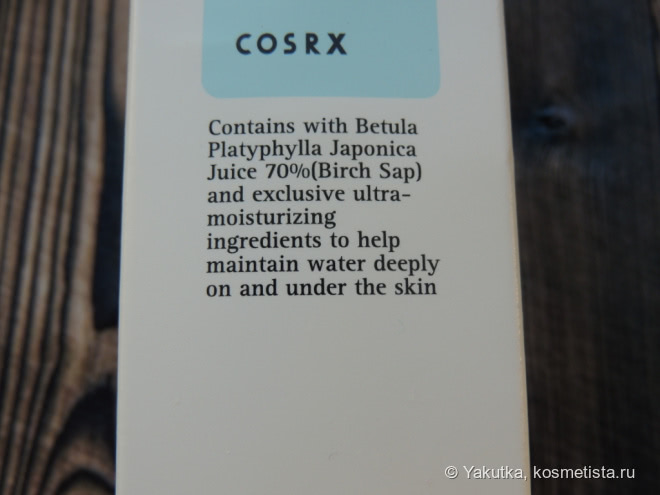 COSRX
Contains with Betula
Platyphylla Japonica
Juice 70%(Birch Sap)
and exclusive ultra-
moisturizing
ingredients to help
maintain water deeply
on and under the skin
© Yakutka, kosmetista.ru